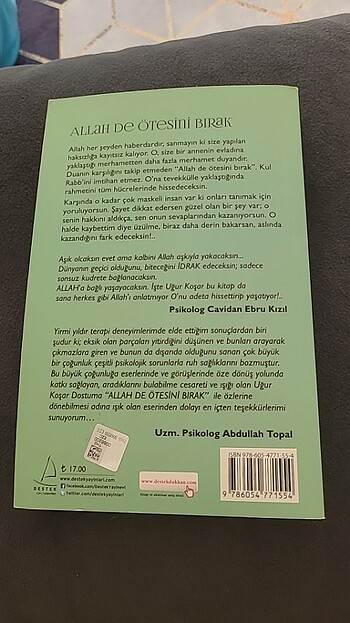 ALLAH DE ÖTESİNİ BIRAK
Allah her şeyden haberdardır, sanmayın ki size yapılan
haksızlığa kayıtsız kalıyor. O, size bir annenin evladına
yaklaştığı merhametten daha fazla merhamet duyandır.
Duanın karşılığını takip etmeden "Allah de ötesini bırak". Kul
Rabb'ini imtihan etmez. O'na tevekkülle yaklaştığında
rahmetini tüm hücrelerinde hissedeceksin.
Karşında o kadar çok maskeli insan var ki onları tanımak için
yoruluyorsun. Şayet dikkat edersen güzel olan bir şey var; o
senin hakkını aldıkça, sen onun sevaplarından kazanıyorsun. O
halde kaybettim diye üzülme, biraz daha derin bakarsan, aslında
kazandığını fark edeceksin!..
Aşık olcaksın evet ama kalbini Allah aşkıyla yakacaksın...
Dünyanın geçici olduğunu, biteceğini İDRAK edeceksin; sadece
sonsuz kudrete bağlanacaksın.
ALLAH'a bağlı yaşayacaksın. İşte Uğur Koşar bu kitap da
sana herkes gibi Allah'ı anlatmıyor O'nu adeta hissettirip yaşatıyor!..
Psikolog Cavidan Ebru Kızıl
Yirmi yıldır terapi deneyimlerimde elde ettiğim sonuçlardan biri
şudur ki; eksik olan parçaları yitirdiğini düşünen ve bunları arayarak
çıkmazlara giren ve bunun da dışarıda olduğunu sanan çok büyük
bir çoğunluk çeşitli psikolojik sorunlarla ruh sağlıklarını bozmuştur.
Bu büyük çoğunluğa eserlerinde ve görüşlerinde öze dönüş yolunda
katkı sağlayan, aradıklarını bulabilme cesareti ve ışığı olan Uğur
Koşar Dostuma "ALLAH DE ÖTESİNİ BIRAK" ile özlerine
dönebilmesi adına ışık olan eserinden dolayı en içten teşekkürlerimi
sunuyorum...
Uzm. Psikolog Abdullah Topal
₺ 17.00
www.destekyayinlari.com
facebook.com/DestekYayinevi
twitter.com/destekyayinlari
DESTEK
www.destekdukkan.com
ISBN 978-605-4771-55-4
9 786054 771554